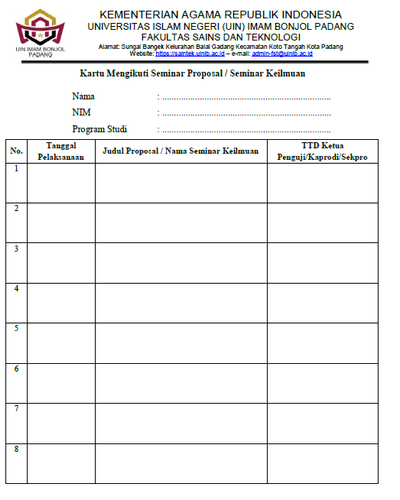 UIN IMAM BONJOL
PADANG
KEMENTERIAN AGAMA REPUBLIK INDONESIA
UNIVERSITAS ISLAM NEGERI (UIN) IMAM BONJOL PADANG
FAKULTAS SAINS DAN TEKNOLOGI
Alamat: Sungai Bangek Kelurahan Balai Gadang Kecamatan Koto Tangah Kota Padang
Website: https://saintek.uinib.ac.id – e-mail: admin-fst@uinib.ac.id
Kartu Mengikuti Seminar Proposal / Seminar Keilmuan
Nama : ..................................................................
NIM : ..................................................................
Program Studi : ..................................................................
No. Tanggal Pelaksanaan Judul Proposal / Nama Seminar Keilmuan TTD Ketua Penguji/Kaprodi/Sekpro
1
2
3
4
5
6
7
8